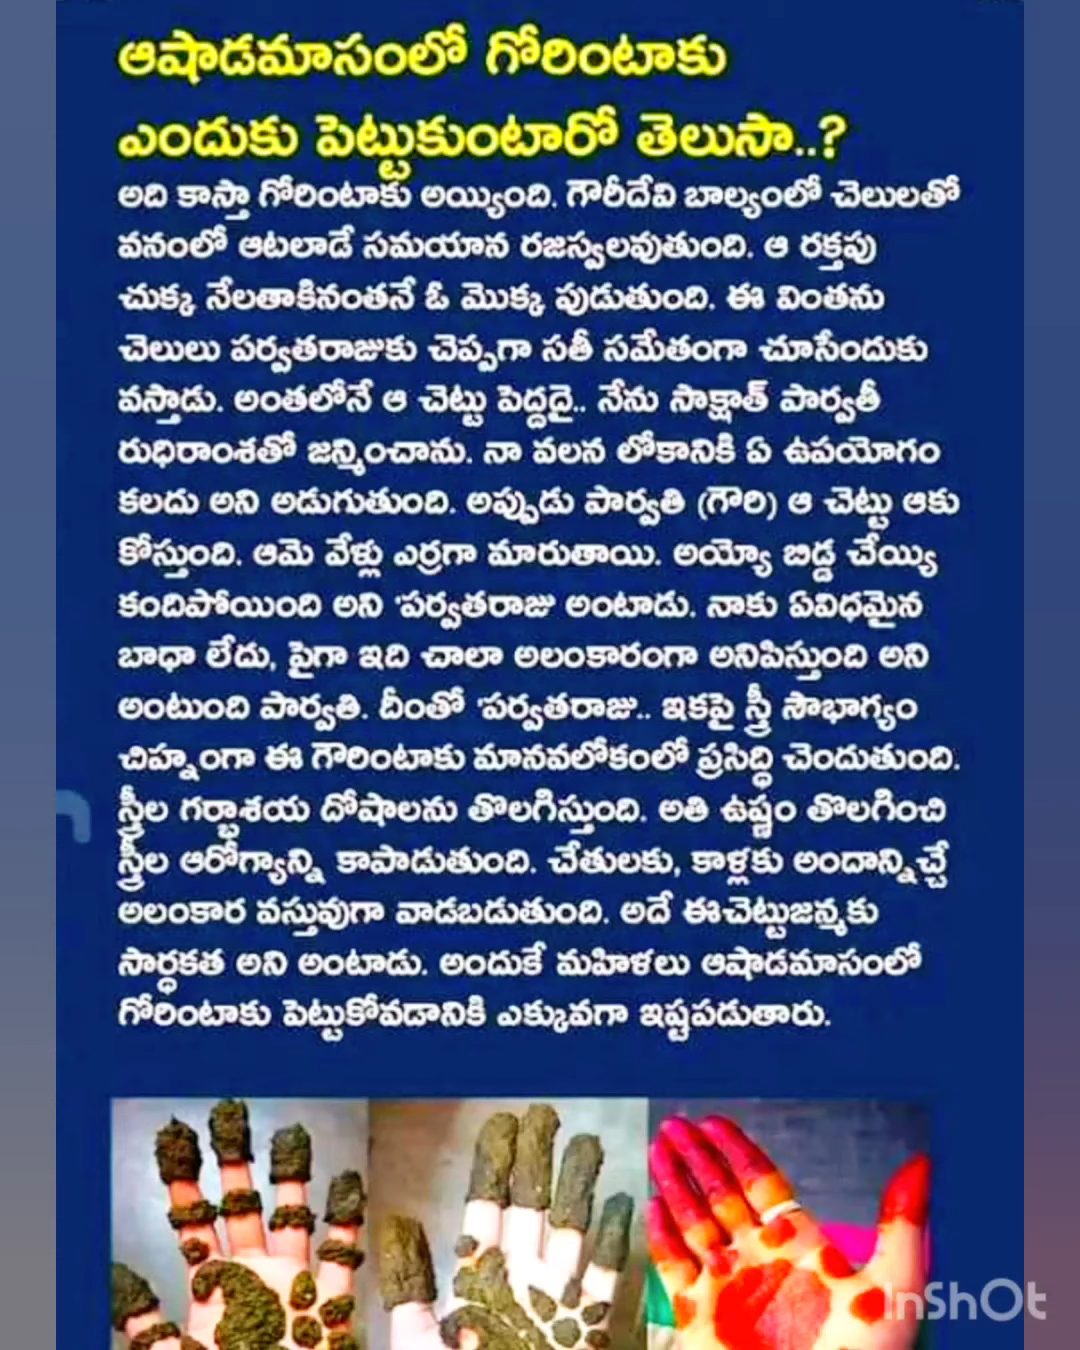 ఆషాడమాసంలో గోరింటాకు
ఎందుకు పెట్టుకుంటారో తెలుసా..?
అది కాస్తా గోరింటాకు అయ్యింది. గౌరీదేవి బాల్యంలో చెలులతో
వనంలో ఆటలాడే సమయాన రజస్వలవుతుంది. ఆ రక్తపు
చుక్క నేలతాకినంతనే ఓ మొక్క పుడుతుంది. ఈ వింతను
చెలులు పర్వతరాజుకు చెప్పగా సతీ సమేతంగా చూసేందుకు
వస్తాడు. అంతలోనే ఆ చెట్టు పెద్దదై.. నేను సాక్షాత్ పార్వతీ
రుధిరాంశతో జన్మించాను. నా వలన లోకానికి ఏ ఉపయోగం
కలదు అని అడుగుతుంది. అప్పుడు పార్వతి (గౌరి) ఆ చెట్టు ఆకు
కోస్తుంది. ఆమె వేళ్లు ఎర్రగా మారుతాయి. అయ్యో బిడ్డ చేయ్యి
కందిపోయింది అని 'పర్వతరాజు అంటాడు. నాకు ఏవిధమైన
బాధా లేదు, పైగా ఇది చాలా అలంకారంగా అనిపిస్తుంది అని
అంటుంది పార్వతి. దీంతో 'పర్వతరాజు.. ఇకపై స్త్రీ సౌభాగ్యం
చిహ్నంగా ఈ గౌరింటాకు మానవలోకంలో ప్రసిద్ధి చెందుతుంది.
స్త్రీల గర్భాశయ దోషాలను తొలగిస్తుంది. అతి ఉష్ణం తొలగించి
స్త్రీల ఆరోగ్యాన్ని కాపాడుతుంది. చేతులకు, కాళ్లకు అందాన్నిచ్చే
అలంకార వస్తువుగా వాడబడుతుంది. అదే ఈచెట్టుజన్మకు
సార్ధకత అని అంటాడు. అందుకే మహిళలు ఆషాడమాసంలో
గోరింటాకు పెట్టుకోవడానికి ఎక్కువగా ఇష్టపడుతారు.
InShOt